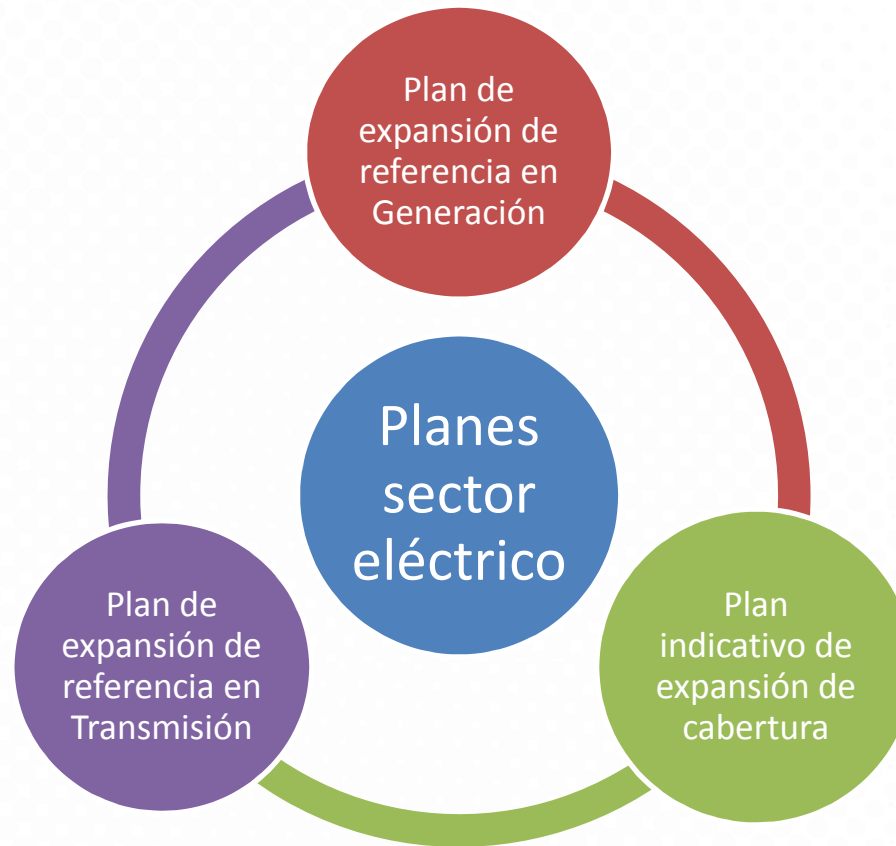 Plan de
expansión de
referencia en
Generación
Planes
sector
eléctrico
Plan de
expansión de
referencia en
Transmisión
Plan
indicativo de
expansión de
cabertura